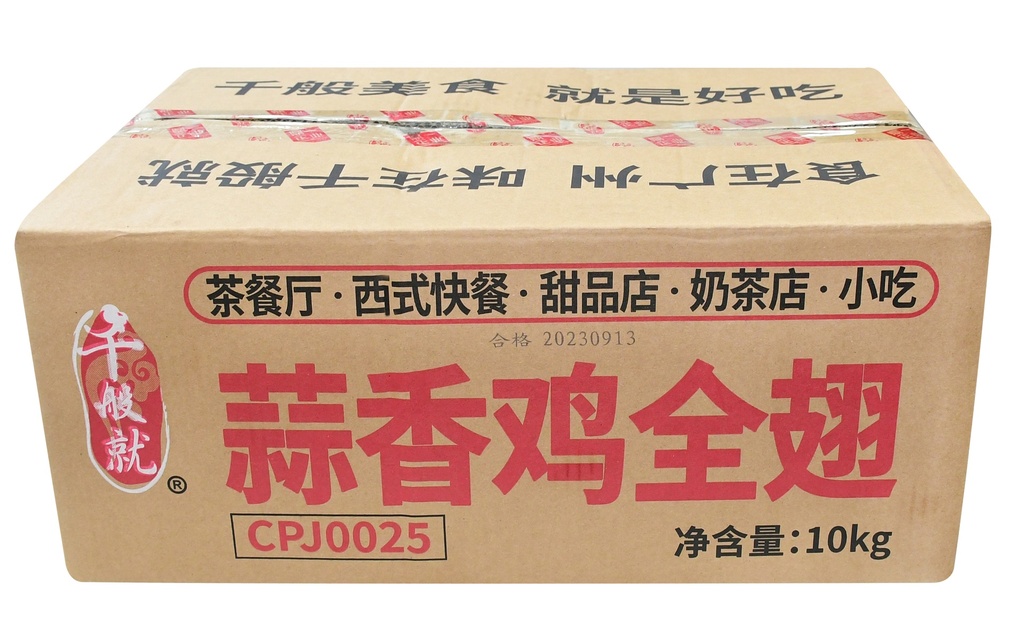 千般美食 就是好吃
食在广州 味在千般就
茶餐厅·西式快餐·甜品店·奶茶店·小吃
合格 20230913
千般就
®
蒜香鸡全翅
CPJ0025
净含量:10kg